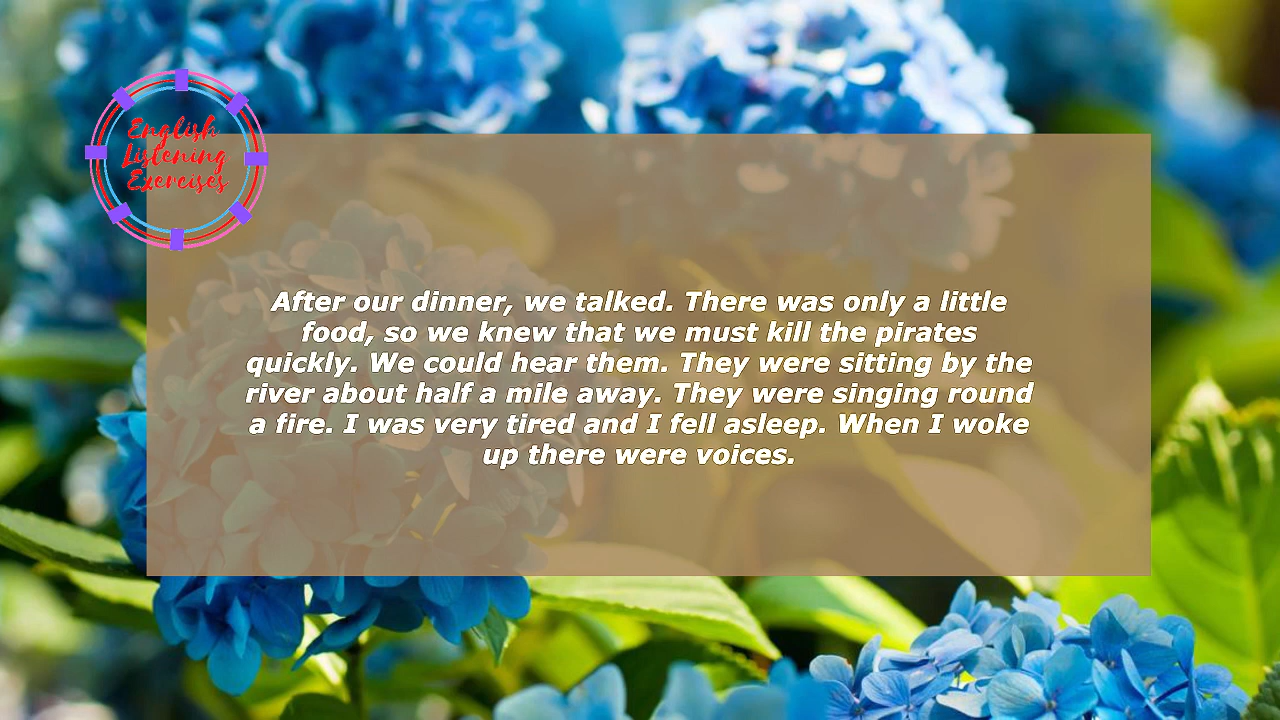 English
Listening
Exercises
After our dinner, we talked. There was only a little
food, so we knew that we must kill the pirates
quickly. We could hear them. They were sitting by the
river about half a mile away. They were singing round
a fire. I was very tired and I fell asleep. When I woke
up there were voices.